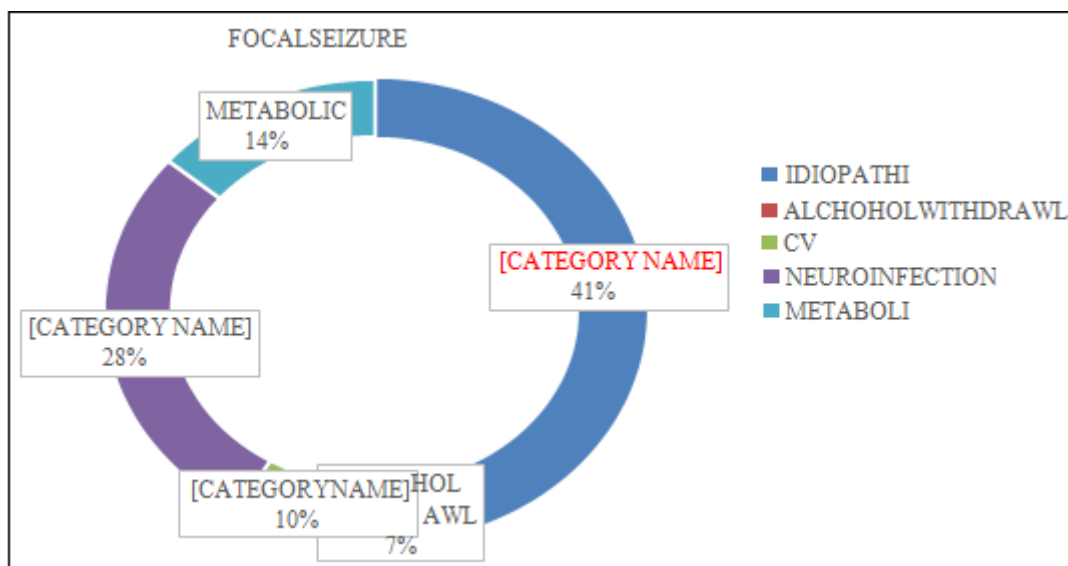 FOCALSEIZURE
METABOLIC
14%
[CATEGORY NAME]
41%
[CATEGORY NAME]
28%
[CATEGORYNAME]
10%
HOL
AWL
7%
IDIOPATHI
ALCHOHOLWITHDRAWL
CV
NEUROINFECTION
METABOLI